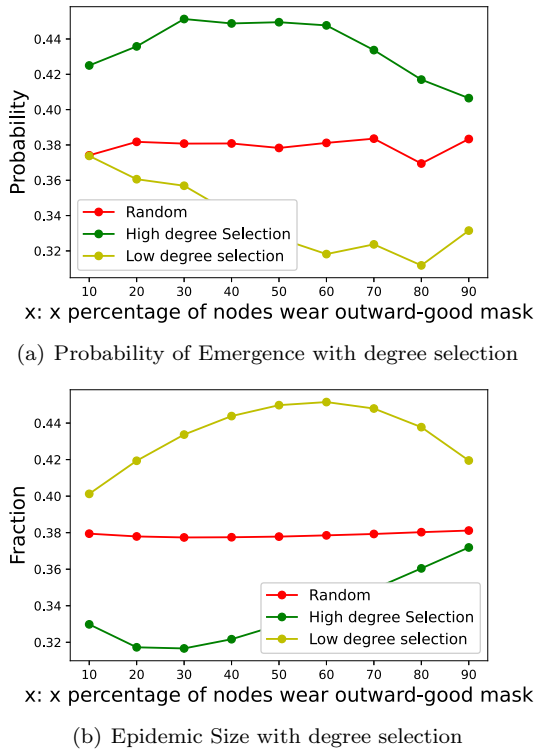 0.44
0.42
0.40
0.38
0.36
0.34
0.32
Probability
Random
High degree Selection
Low degree selection
10 20 30 40 50 60 70 80 90
x: x percentage of nodes wear outward-good mask
(a) Probability of Emergence with degree selection
0.44
0.42
0.40
0.38
0.36
0.34
0.32
Fraction
Random
High degree Selection
Low degree selection
10 20 30 40 50 60 70 80 90
x: x percentage of nodes wear outward-good mask
(b) Epidemic Size with degree selection